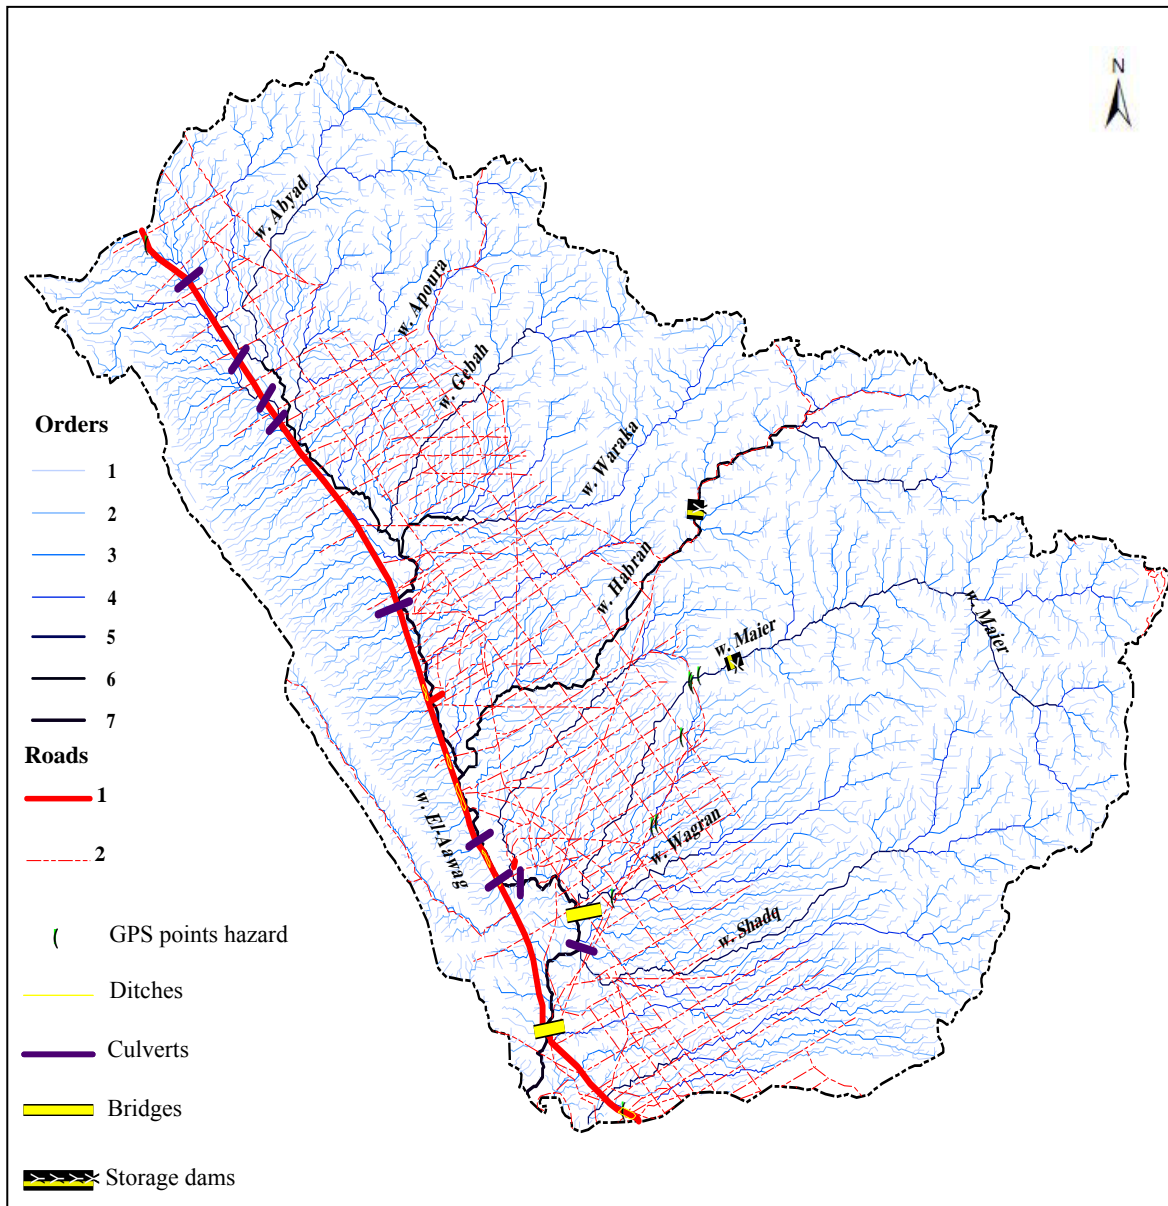 N
w. Abyad
w. Apoura
w. Gebah
w. Waraka
w. Habran
w. Maier
w. Maier
w. El-Aawag
w. Wagran
w. Shadq
Orders
1
2
3
4
5
6
7
Roads
1
2
GPS points hazard
Ditches
Culverts
Bridges
Storage dams